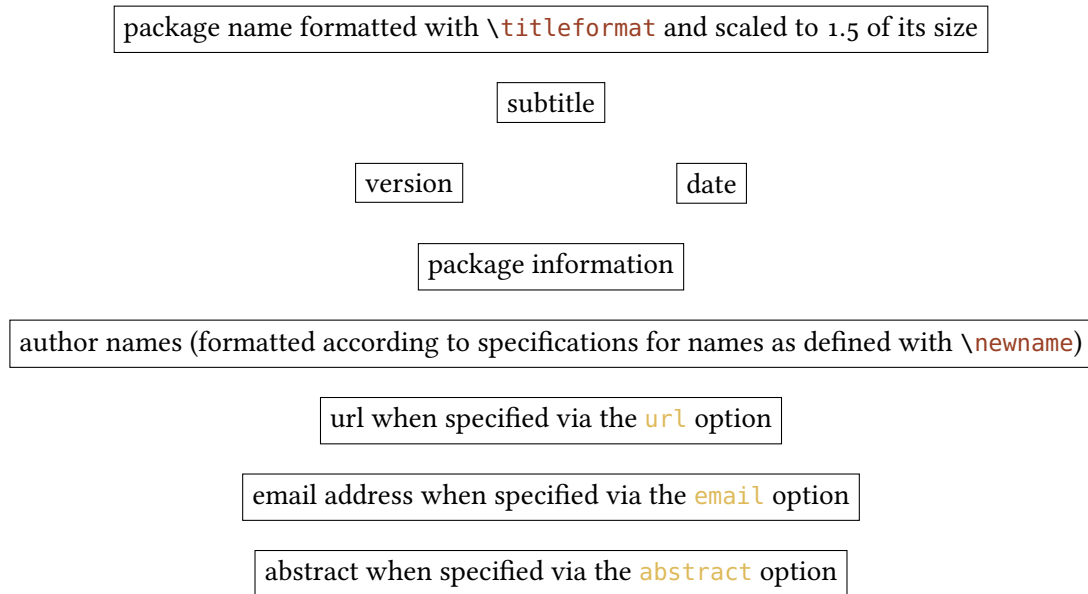 package name formatted with \titleformat and scaled to 1.5 of its size
subtitle
version date
package information
author names (formatted according to specifications for names as defined with \newname)
url when specified via the url option
email address when specified via the email option
abstract when specified via the abstract option